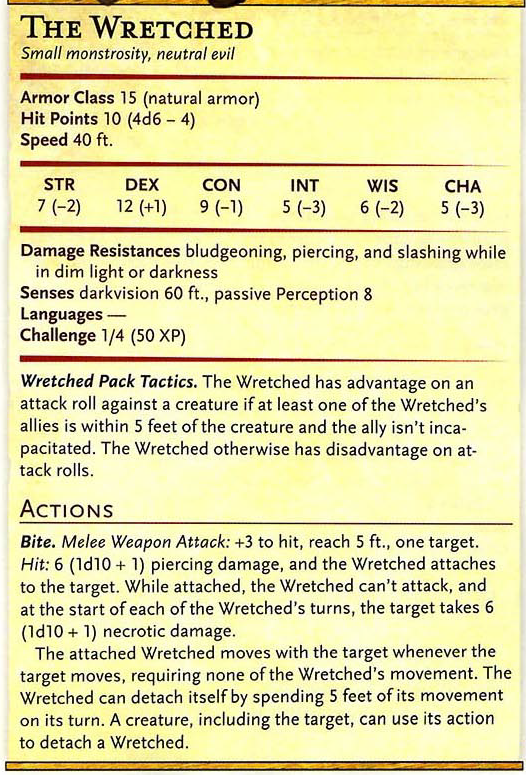 THE WRETCHED
Small monstrosity, neutral evil
Armor Class 15 (natural armor)
Hit Points 10 (4d6 – 4)
Speed 40 ft.
STR DEX CON INT WIS CHA
7 (–2) 12 (+1) 9 (–1) 5 (–3) 6 (–2) 5 (–3)
Damage Resistances bludgeoning, piercing, and slashing while
in dim light or darkness
Senses darkvision 60 ft., passive Perception 8
Languages —
Challenge 1/4 (50 XP)
Wretched Pack Tactics. The Wretched has advantage on an
attack roll against a creature if at least one of the Wretched's
allies is within 5 feet of the creature and the ally isn't inca-
pacitated. The Wretched otherwise has disadvantage on at-
tack rolls.
ACTIONS
Bite. Melee Weapon Attack: +3 to hit, reach 5 ft., one target.
Hit: 6 (1d10 + 1) piercing damage, and the Wretched attaches
to the target. While attached, the Wretched can't attack, and
at the start of each of the Wretched's turns, the target takes 6
(1d10 + 1) necrotic damage.
The attached Wretched moves with the target whenever the
target moves, requiring none of the Wretched's movement. The
Wretched can detach itself by spending 5 feet of its movement
on its turn. A creature, including the target, can use its action
to detach a Wretched.